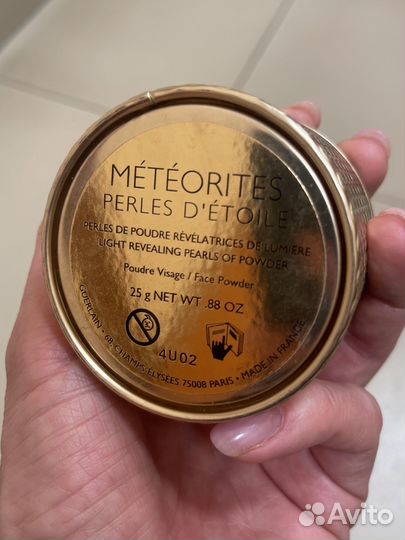 MÉTÉORITES
PERLES D'ÉTOILE
PERLES DE POUDRE RÉVÉLATRICES DE LUMIÈRE
LIGHT REVEALING PEARLS OF POWDER
Poudre Visage / Face Powder
25 g NET WT .88 OZ
4U02
GUERLAIN • 68, CHAMPS-ÉLYSÉES 75008 PARIS • MADE IN FRANCE
Avito